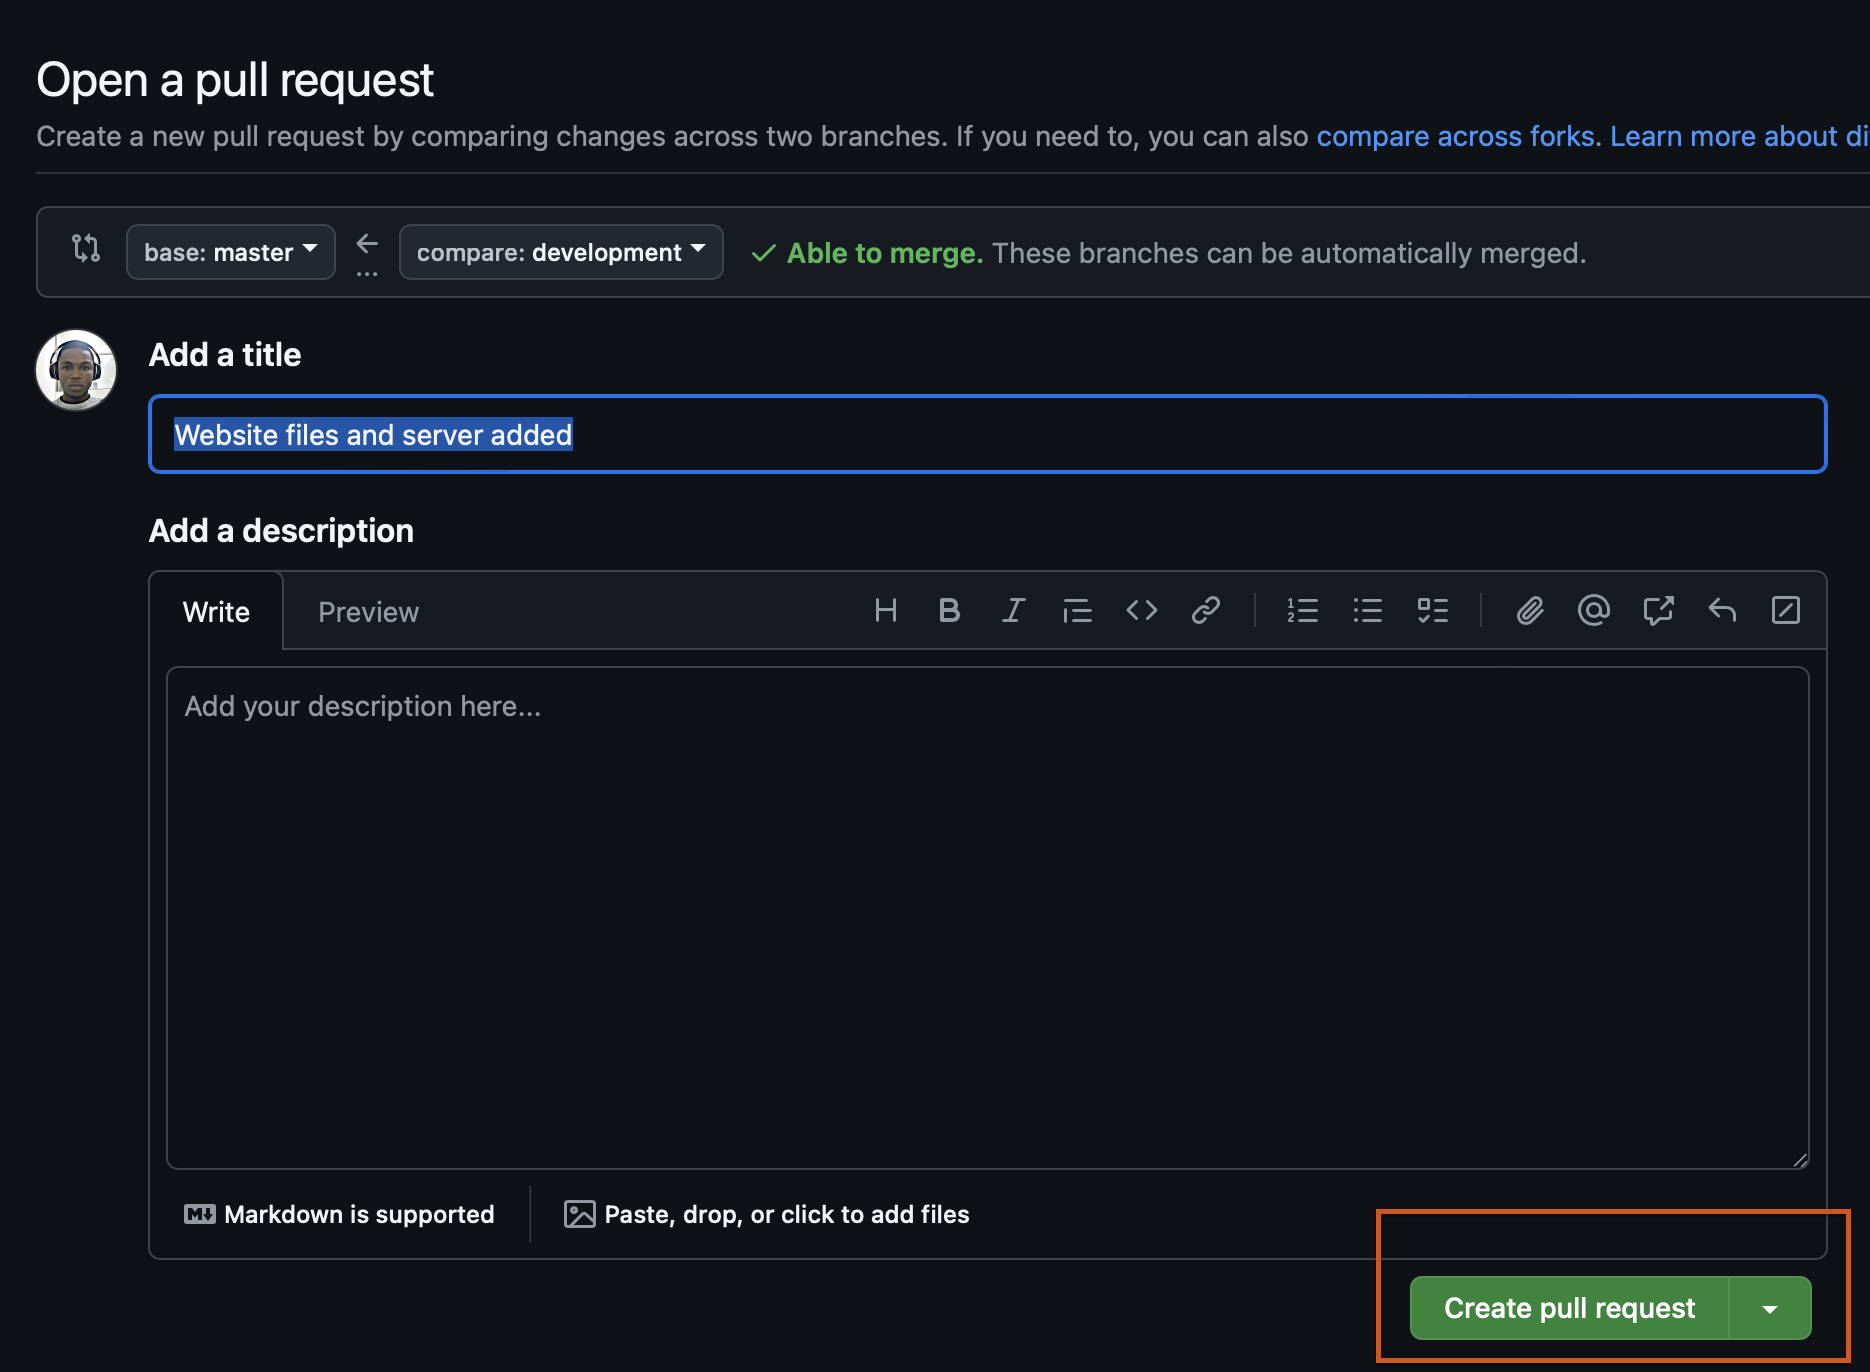 Open a pull request
Create a new pull request by comparing changes across two branches. If you need to, you can also compare across forks. Learn more about di
base: master
compare: development
Able to merge. These branches can be automatically merged.
Add a title
Website files and server added
Add a description
Write
Preview
Add your description here...
Markdown is supported
Paste, drop, or click to add files
Create pull request